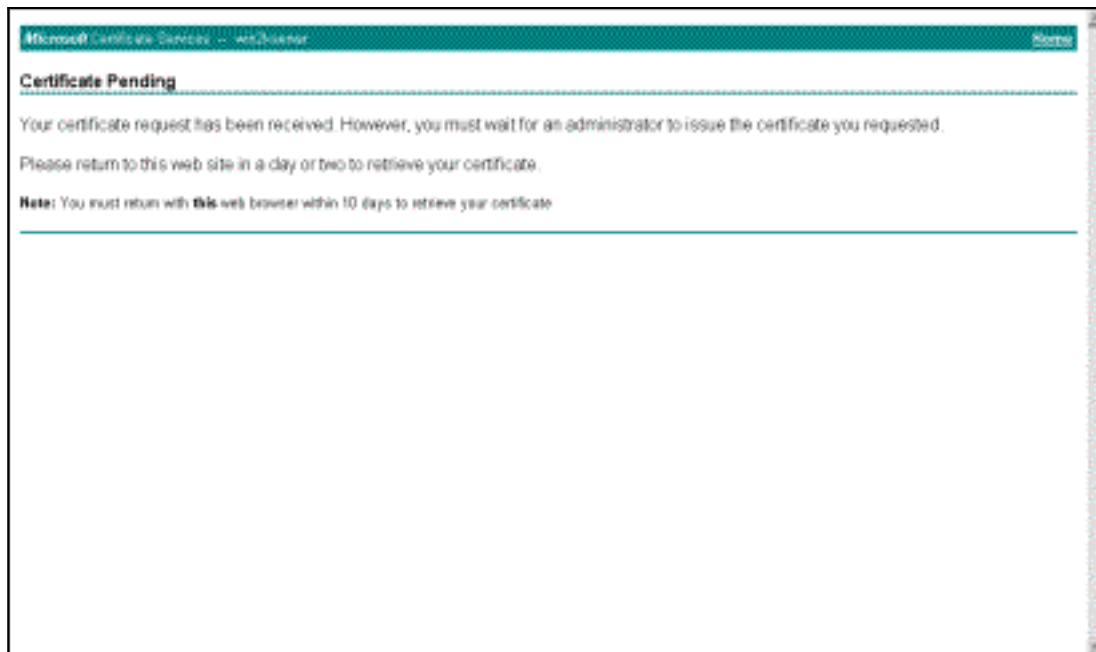 Microsoft Certificate Services -- win2kserver Home
Certificate Pending
Your certificate request has been received. However, you must wait for an administrator to issue the certificate you requested.
Please return to this web site in a day or two to retrieve your certificate.
Note: You must return with this web browser within 10 days to retrieve your certificate